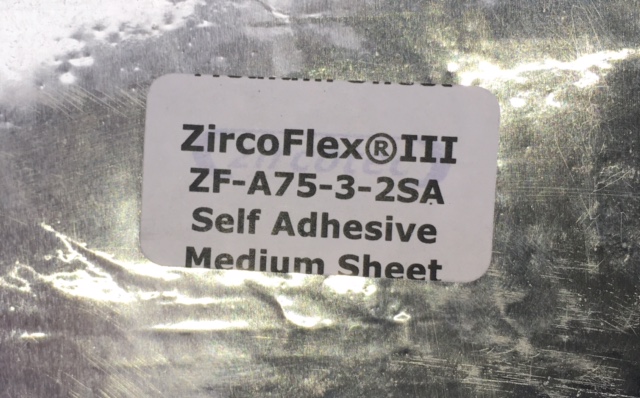 ZircoFlex®III
ZF-A75-3-2SA
Self Adhesive
Medium Sheet